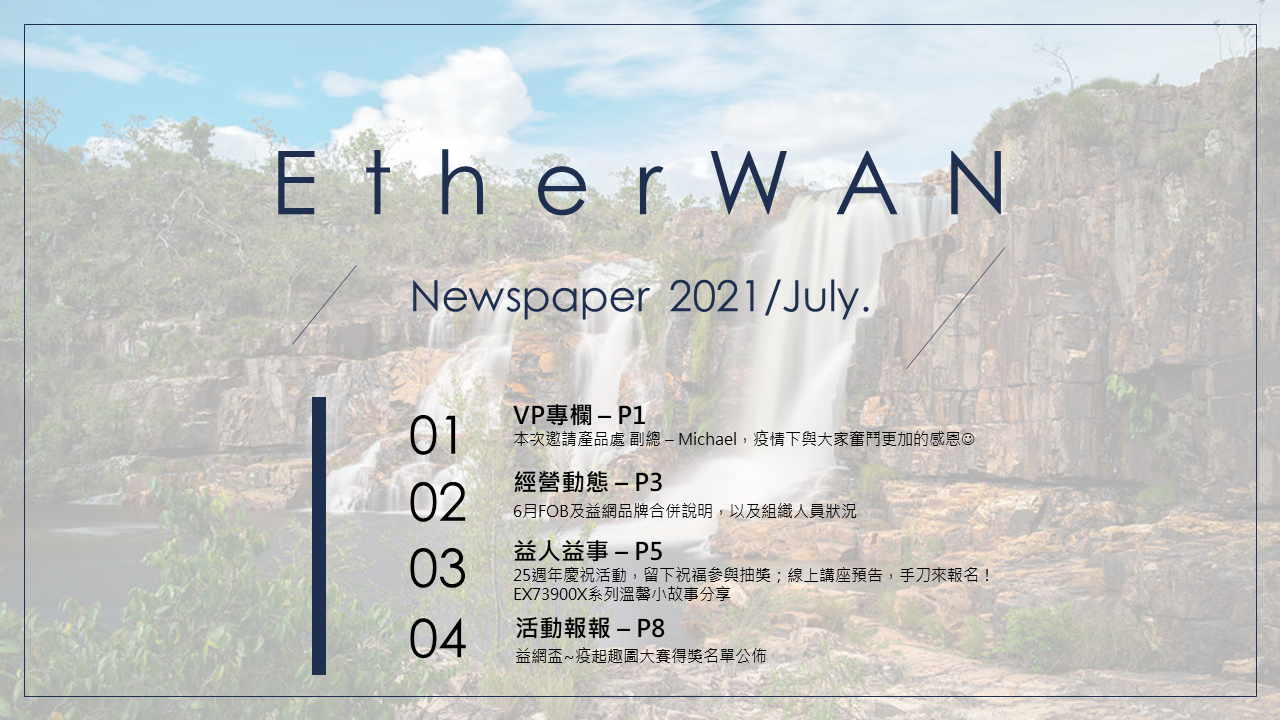 EtherWAN
Newspaper 2021/July.
01
VP專欄 – P1
本次邀請產品處 副總 – Michael，疫情下與大家奮鬥更加的感恩☺
02
經營動態 – P3
6月FOB及益網品牌合併說明，以及組織人員狀況
03
益人益事 – P5
25週年慶祝活動，留下祝福參與抽獎；線上講座預告，手刀來報名！
EX73900X系列溫馨小故事分享
04
活動報報 – P8
益網盃~疫起趣圖大賽得獎名單公佈